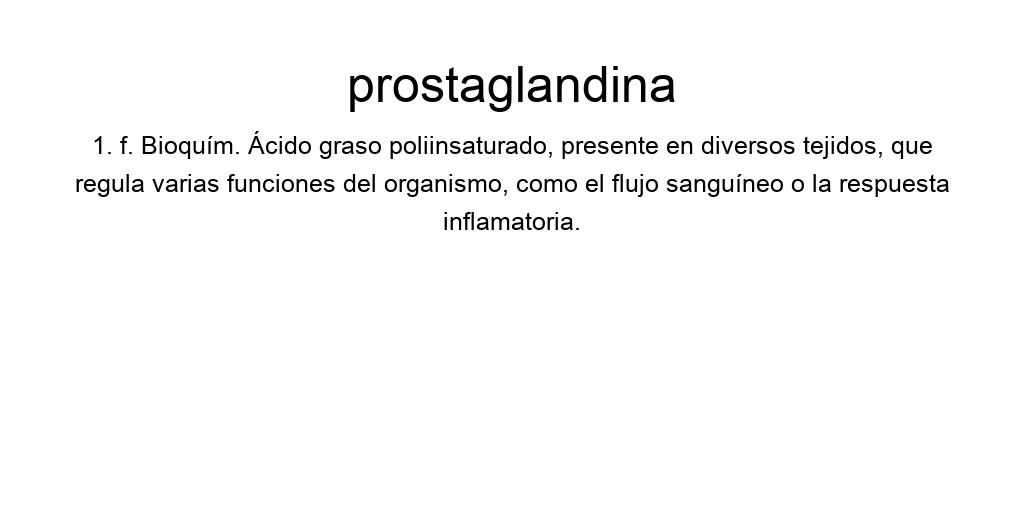 prostaglandina
1. f. Bioquím. Ácido graso poliinsaturado, presente en diversos tejidos, que
regula varias funciones del organismo, como el flujo sanguíneo o la respuesta
inflamatoria.